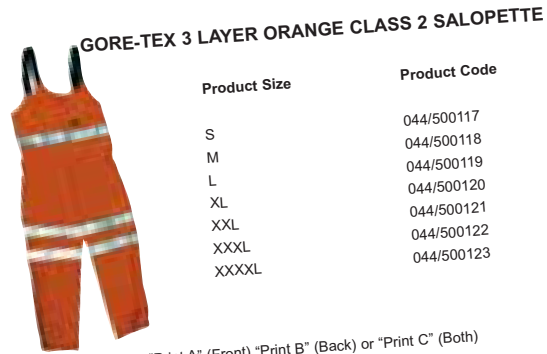 GORE-TEX 3 LAYER ORANGE CLASS 2 SALOPETTE
Product Size Product Code
S 044/500117
M 044/500118
L 044/500119
XL 044/500120
XXL 044/500121
XXXL 044/500122
XXXXL 044/500123
A” (Front) “Print B” (Back) or “Print C” (Both)